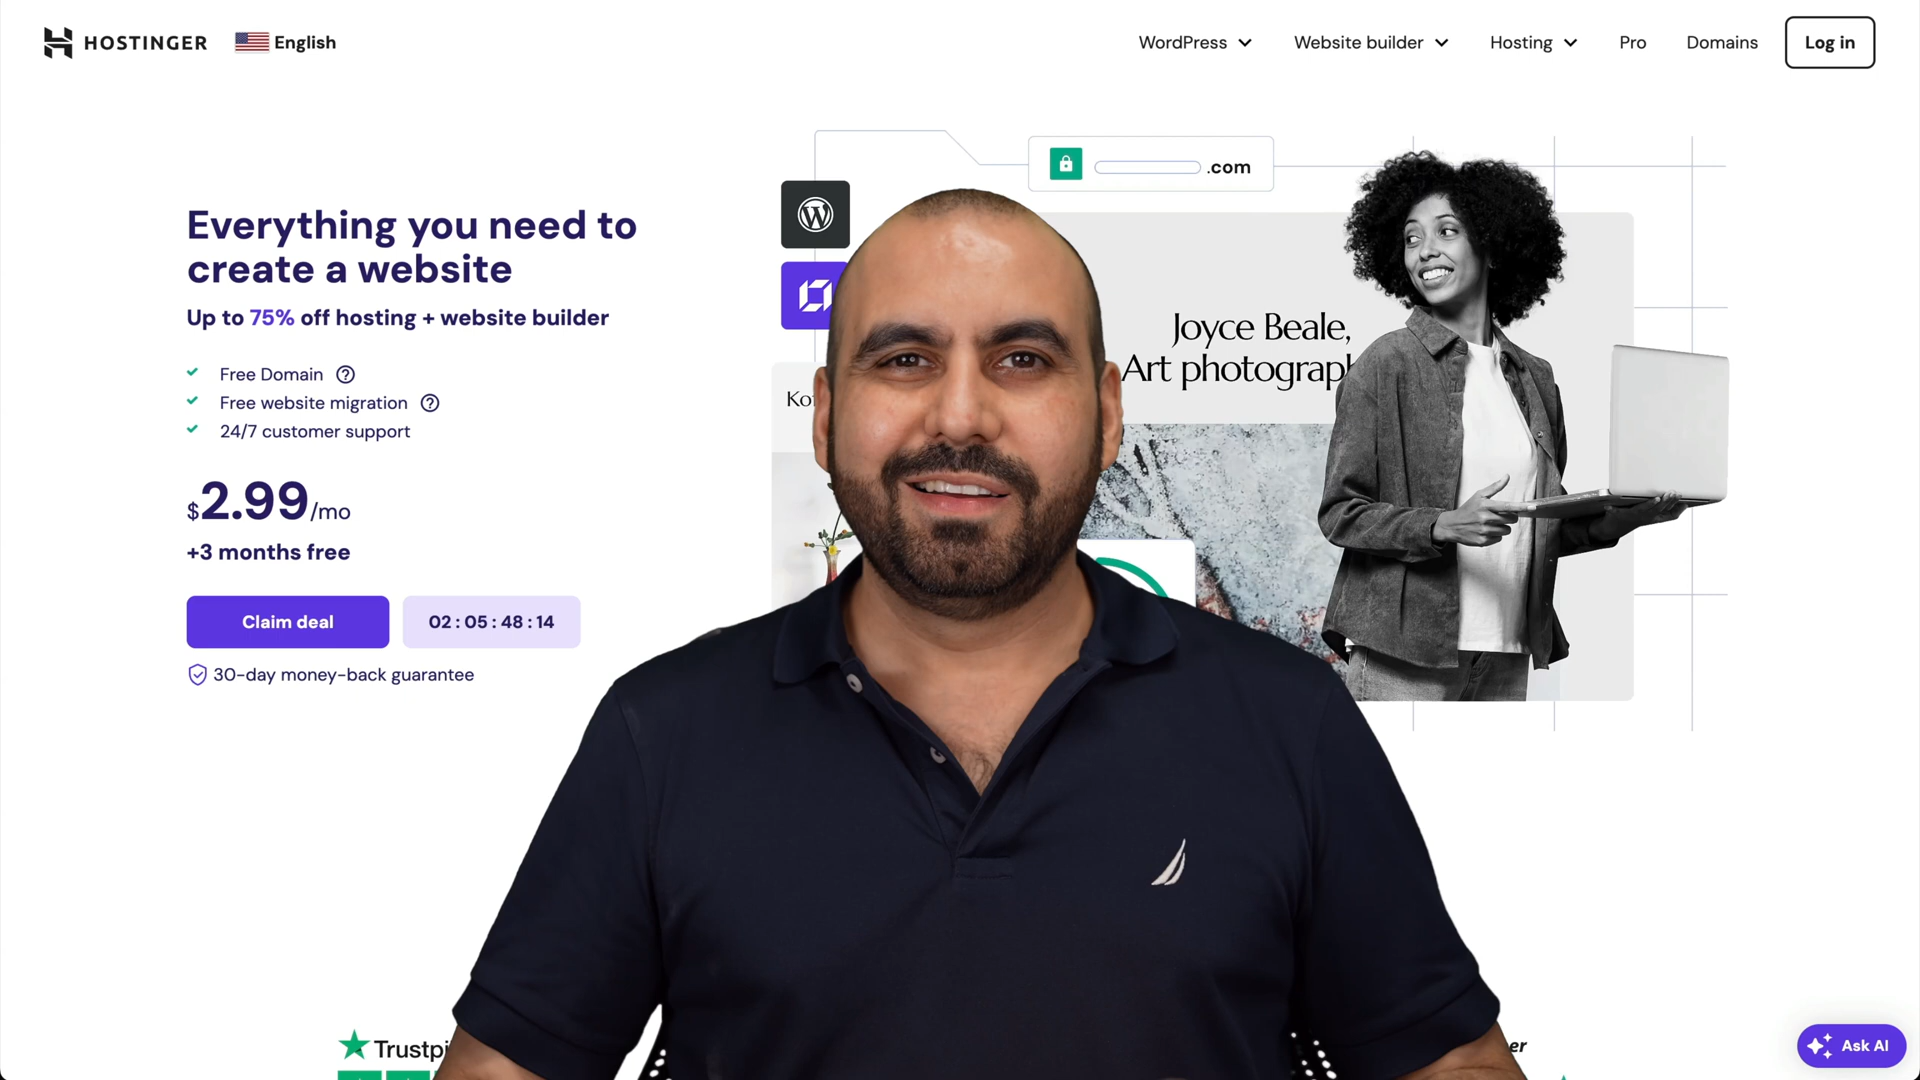 HOSTINGER
English
WordPress
Website builder
Hosting
Pro
Domains
Log in
.com
Everything you need to
create a website
Up to 75% off hosting + website builder
Free Domain
Free website migration
24/7 customer support
$2.99/mo
+3 months free
Claim deal
02 : 05 : 48 : 14
30-day money-back guarantee
Joyce Beale,
Art photograph
Ask AI